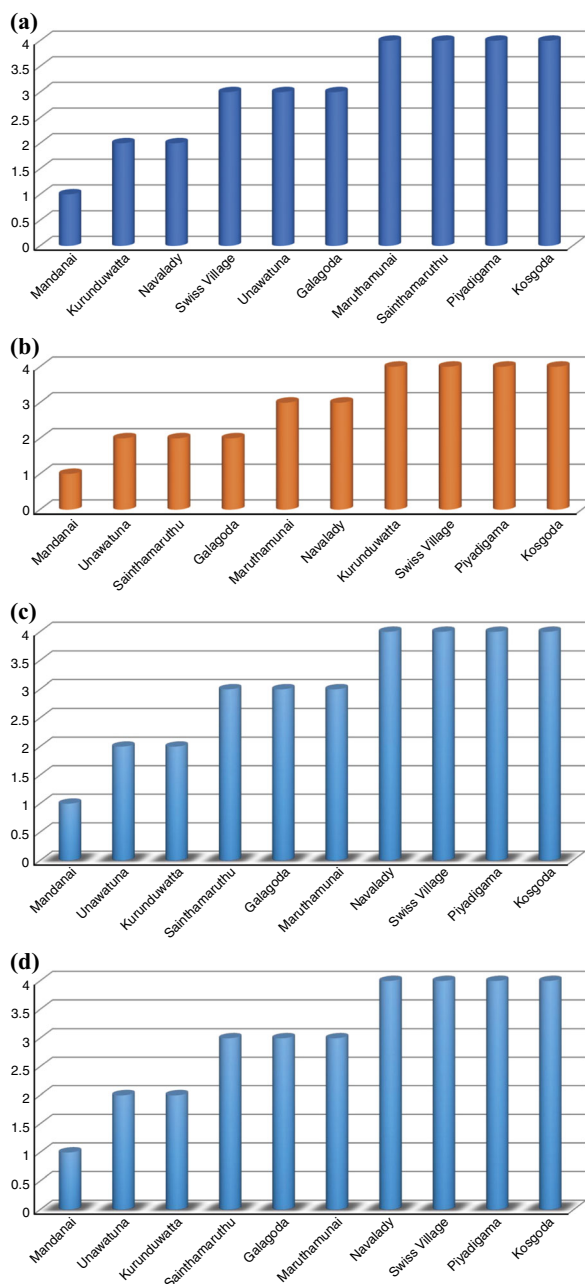 (a)
4
3.5
3
2.5
2
1.5
1
0.5
0
Mandanai
Kurunduwatta
Navalady
Swiss Village
Unawatuna
Galagoda
Maruthamunai
Sainthamaruthu
Piyadigama
Kosgoda
(b)
4
3
2
1
0
Mandanai
Unawatuna
Sainthamaruthu
Galagoda
Maruthamunai
Navalady
Kurunduwatta
Swiss Village
Piyadigama
Kosgoda
(c)
4
3.5
3
2.5
2
1.5
1
0.5
0
Mandanai
Unawatuna
Kurunduwatta
Sainthamaruthu
Galagoda
Maruthamunai
Navalady
Swiss Village
Piyadigama
Kosgoda
(d)
4
3.5
3
2.5
2
1.5
1
0.5
0
Mandanai
Unawatuna
Kurunduwatta
Sainthamaruthu
Galagoda
Maruthamunai
Navalady
Swiss Village
Piyadigama
Kosgoda